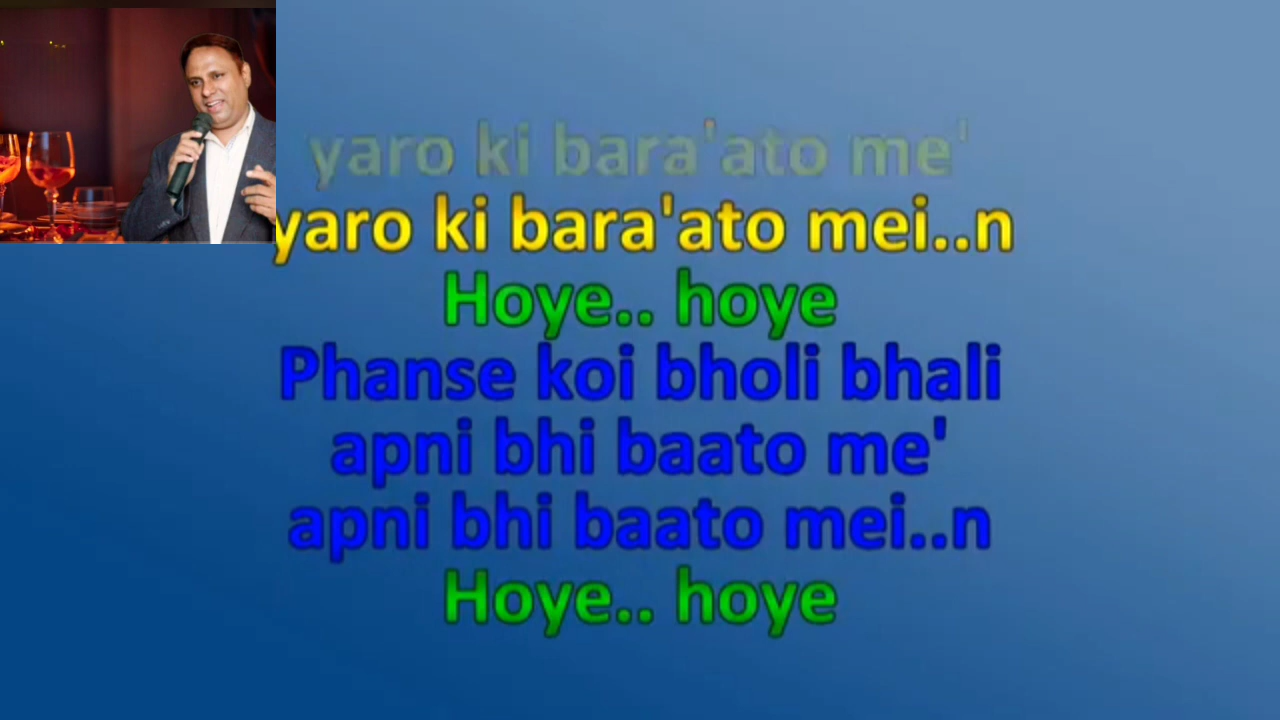 yaro ki bara'ato me'
yaro ki bara'ato mei..n
Hoye.. hoye
Phanse koi bholi bhali
apni bhi baato me'
apni bhi baato mei..n
Hoye.. hoye